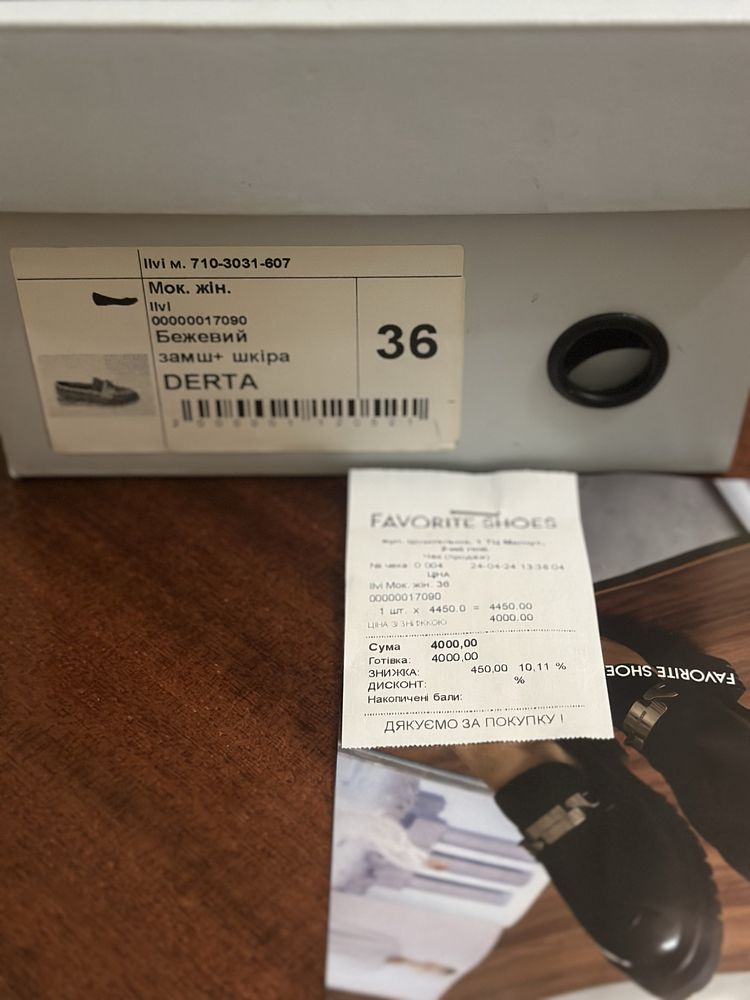 Ilvi м. 710-3031-607
Мок. жін.
Ilvi
00000017090
Бежевий
замш+ шкіра
DERTA
36
FAVORITE SHOES
№ чека 0 004 24-04-24 13:38:04
ЦІНА
Ilvi Мок. жін. 36
00000017090
1 шт. x 4450.0 = 4450.00
ЦІНА ЗІ ЗНИЖКОЮ 4000.00
Сума 4000,00
Готівка: 4000,00
ЗНИЖКА: 450,00 10,11 %
ДИСКОНТ: %
Накопичені бали:
ДЯКУЄМО ЗА ПОКУПКУ !
FAVORITE SHOE